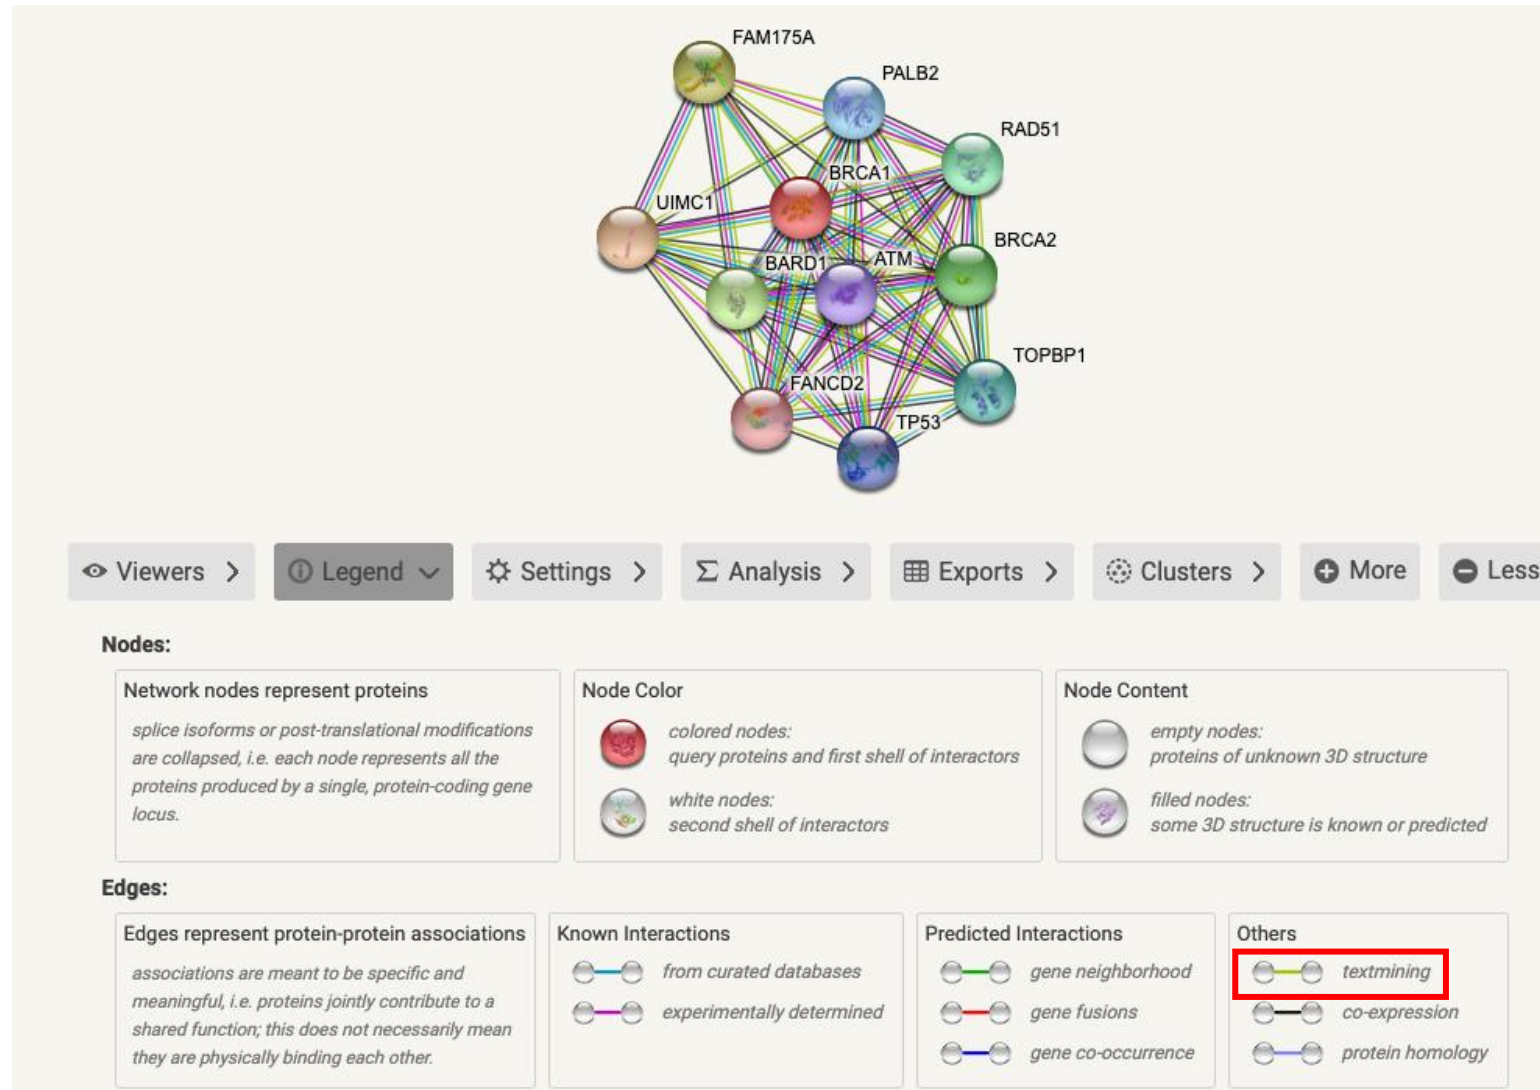 FAM175A
PALB2
RAD51
BRCA1
UIMC1
BRCA2
BARD1
ATM
TOPBP1
FANCD2
TP53
Viewers
Legend
Settings
Analysis
Exports
Clusters
More
Less
Nodes:
Network nodes represent proteins
splice isoforms or post-translational modifications
are collapsed, i.e. each node represents all the
proteins produced by a single, protein-coding gene
locus.
Node Color
colored nodes:
query proteins and first shell of interactors
white nodes:
second shell of interactors
Node Content
empty nodes:
proteins of unknown 3D structure
filled nodes:
some 3D structure is known or predicted
Edges:
Edges represent protein-protein associations
associations are meant to be specific and
meaningful, i.e. proteins jointly contribute to a
shared function; this does not necessarily mean
they are physically binding each other.
Known Interactions
from curated databases
experimentally determined
Predicted Interactions
gene neighborhood
gene fusions
gene co-occurrence
Others
textmining
co-expression
protein homology